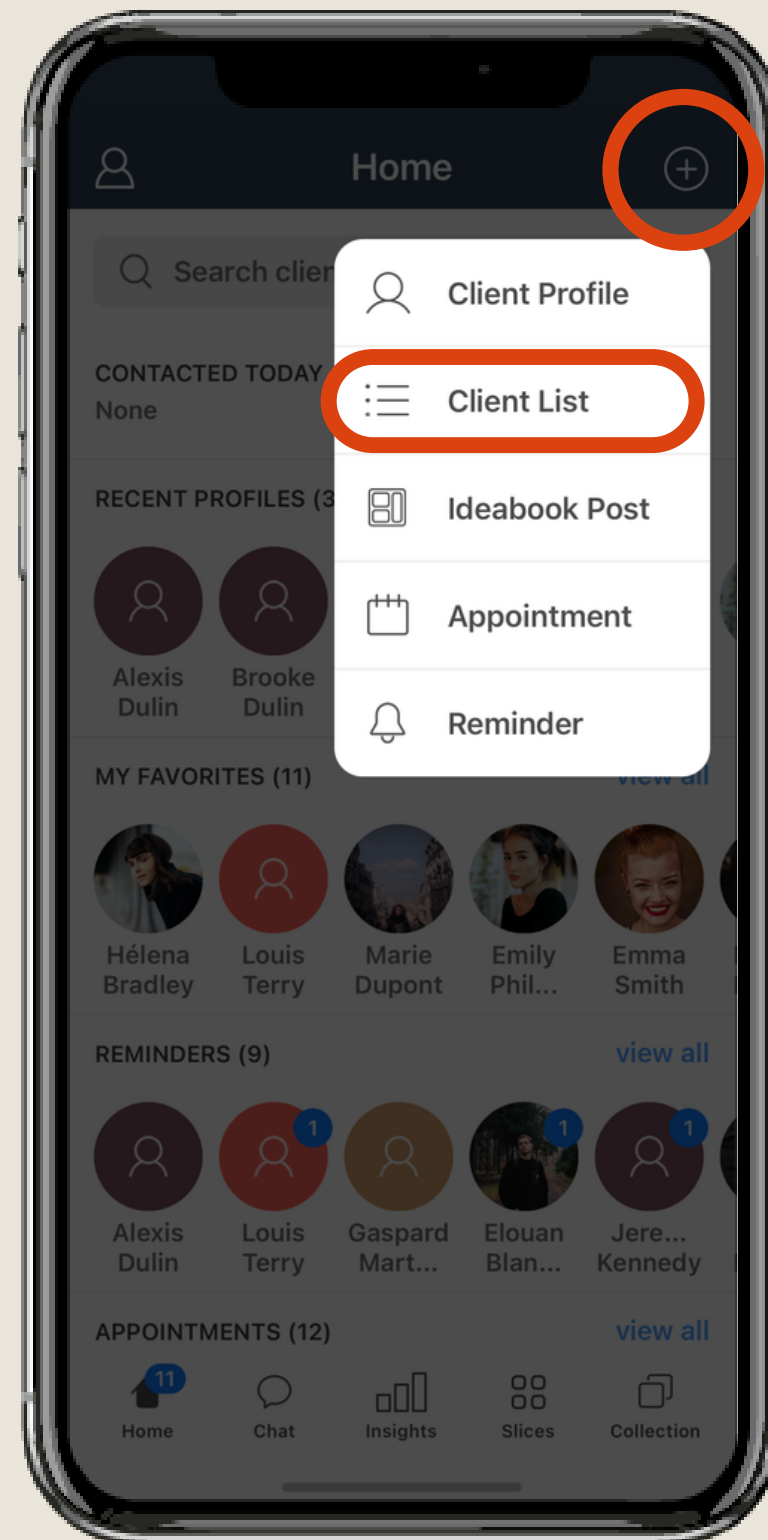 Home
Search clien
Client Profile
CONTACTED TODAY
None
Client List
RECENT PROFILES (3
Ideabook Post
Appointment
Alexis
Dulin
Brooke
Dulin
Reminder
MY FAVORITES (11)
view all
Hélena
Bradley
Louis
Terry
Marie
Dupont
Emily
Phil...
Emma
Smith
REMINDERS (9)
view all
1
1
1
Alexis
Dulin
Louis
Terry
Gaspard
Mart...
Elouan
Blan...
Jere...
Kennedy
APPOINTMENTS (12)
view all
11
Home
Chat
Insights
Slices
Collection